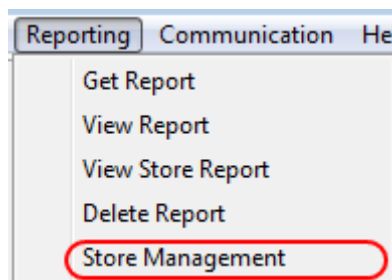 Reporting Communication He
Get Report
View Report
View Store Report
Delete Report
Store Management